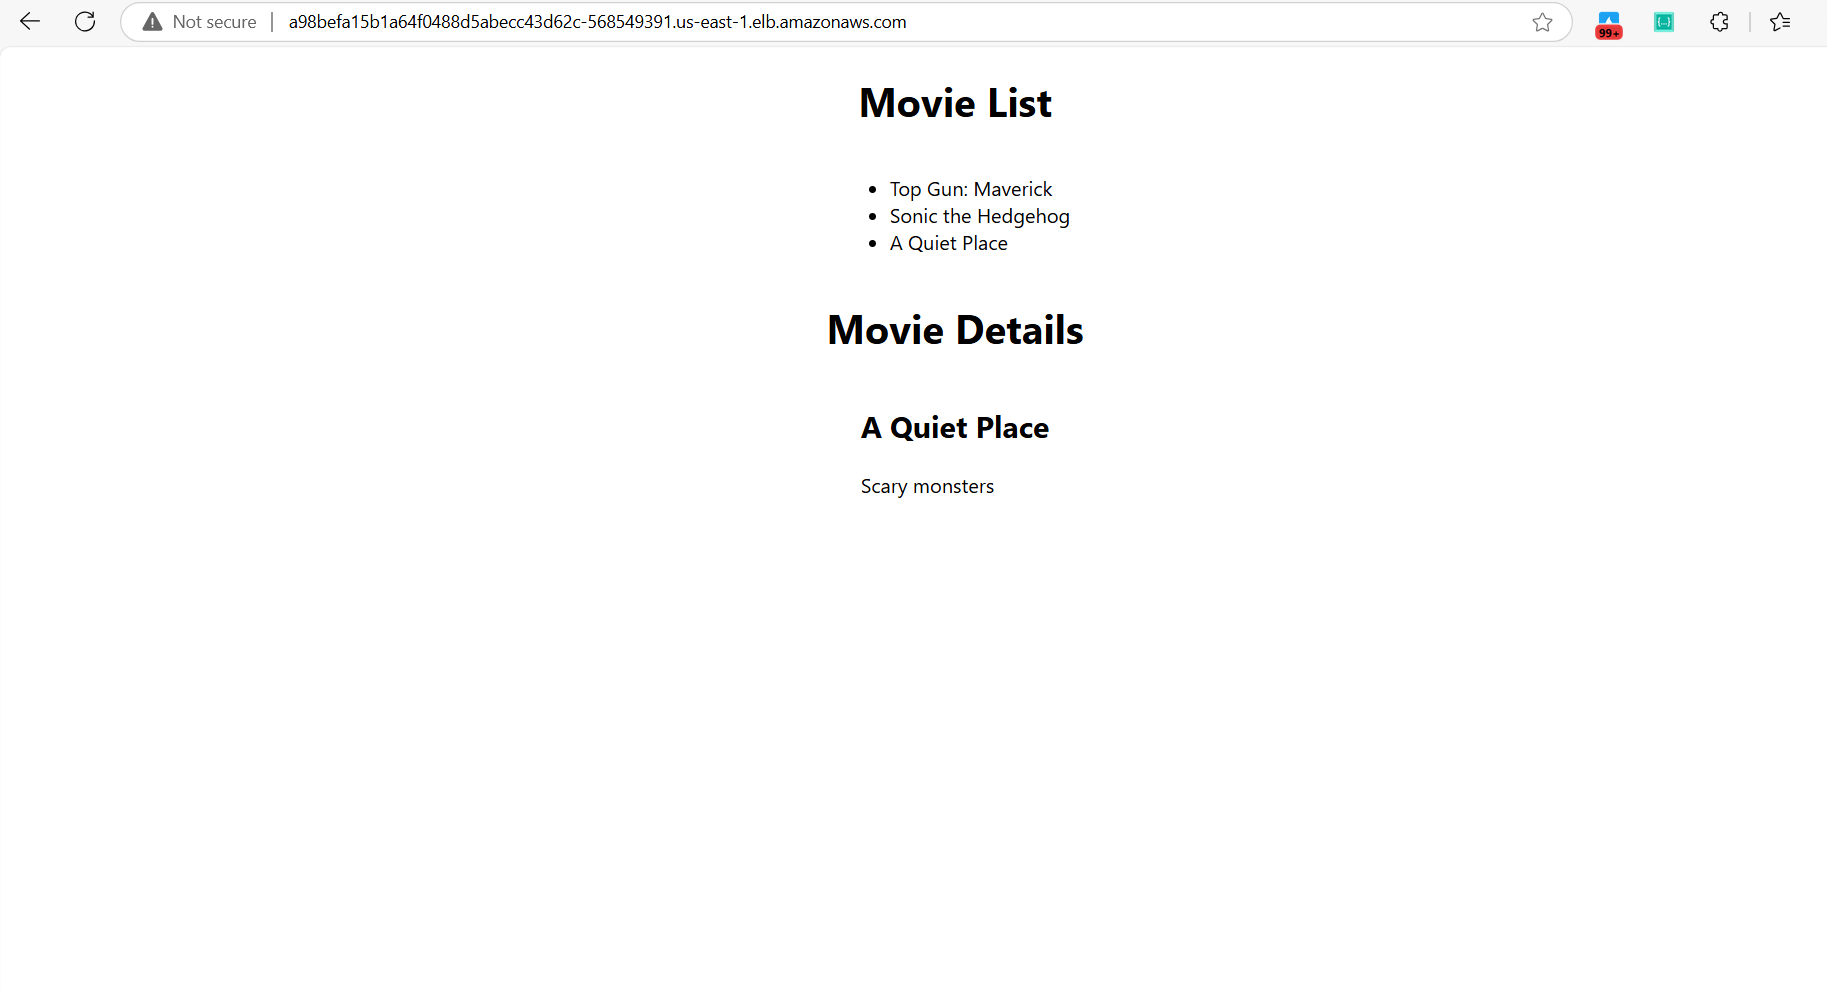 Not secure a98befa15b1a64f0488d5abecc43d62c-568549391.us-east-1.elb.amazonaws.com
99+
Movie List
Top Gun: Maverick
Sonic the Hedgehog
A Quiet Place
Movie Details
A Quiet Place
Scary monsters